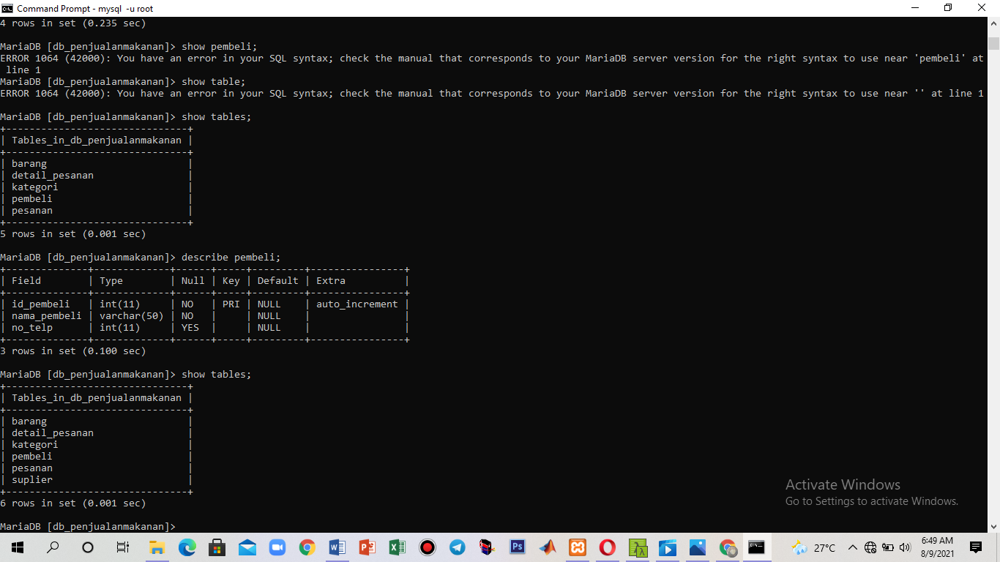 Command Prompt - mysql  -u root
4 rows in set (0.235 sec)
MariaDB [db_penjualanmakanan]> show pembeli;
ERROR 1064 (42000): You have an error in your SQL syntax; check the manual that corresponds to your MariaDB server version for the right syntax to use near 'pembeli' at
 line 1
MariaDB [db_penjualanmakanan]> show table;
ERROR 1064 (42000): You have an error in your SQL syntax; check the manual that corresponds to your MariaDB server version for the right syntax to use near '' at line 1
MariaDB [db_penjualanmakanan]> show tables;
+-------------------------------+
| Tables_in_db_penjualanmakanan |
+-------------------------------+
| barang                        |
| detail_pesanan                |
| kategori                      |
| pembeli                       |
| pesanan                       |
+-------------------------------+
5 rows in set (0.001 sec)
MariaDB [db_penjualanmakanan]> describe pembeli;
+--------------+-------------+------+-----+---------+----------------+
| Field        | Type        | Null | Key | Default | Extra          |
+--------------+-------------+------+-----+---------+----------------+
| id_pembeli   | int(11)     | NO   | PRI | NULL    | auto_increment |
| nama_pembeli | varchar(50) | NO   |     | NULL    |                |
| no_telp      | int(11)     | YES  |     | NULL    |                |
+--------------+-------------+------+-----+---------+----------------+
3 rows in set (0.100 sec)
MariaDB [db_penjualanmakanan]> show tables;
+-------------------------------+
| Tables_in_db_penjualanmakanan |
+-------------------------------+
| barang                        |
| detail_pesanan                |
| kategori                      |
| pembeli                       |
| pesanan                       |
| suplier                       |
+-------------------------------+
6 rows in set (0.001 sec)
MariaDB [db_penjualanmakanan]>
Activate Windows
Go to Settings to activate Windows.
27°C
6:49 AM
8/9/2021